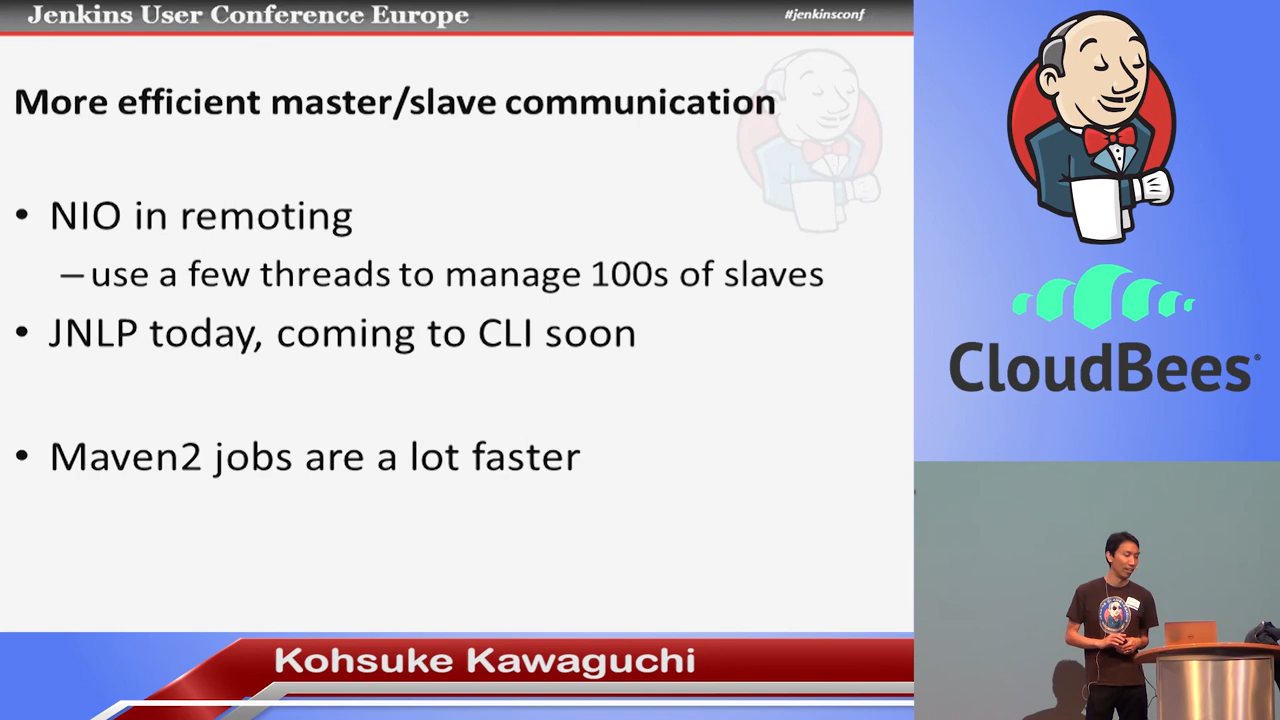 Jenkins User Conference Europe
#jenkinsconf
More efficient master/slave communication
• NIO in remoting
– use a few threads to manage 100s of slaves
• JNLP today, coming to CLI soon
• Maven2 jobs are a lot faster
CloudBees
Kohsuke Kawaguchi